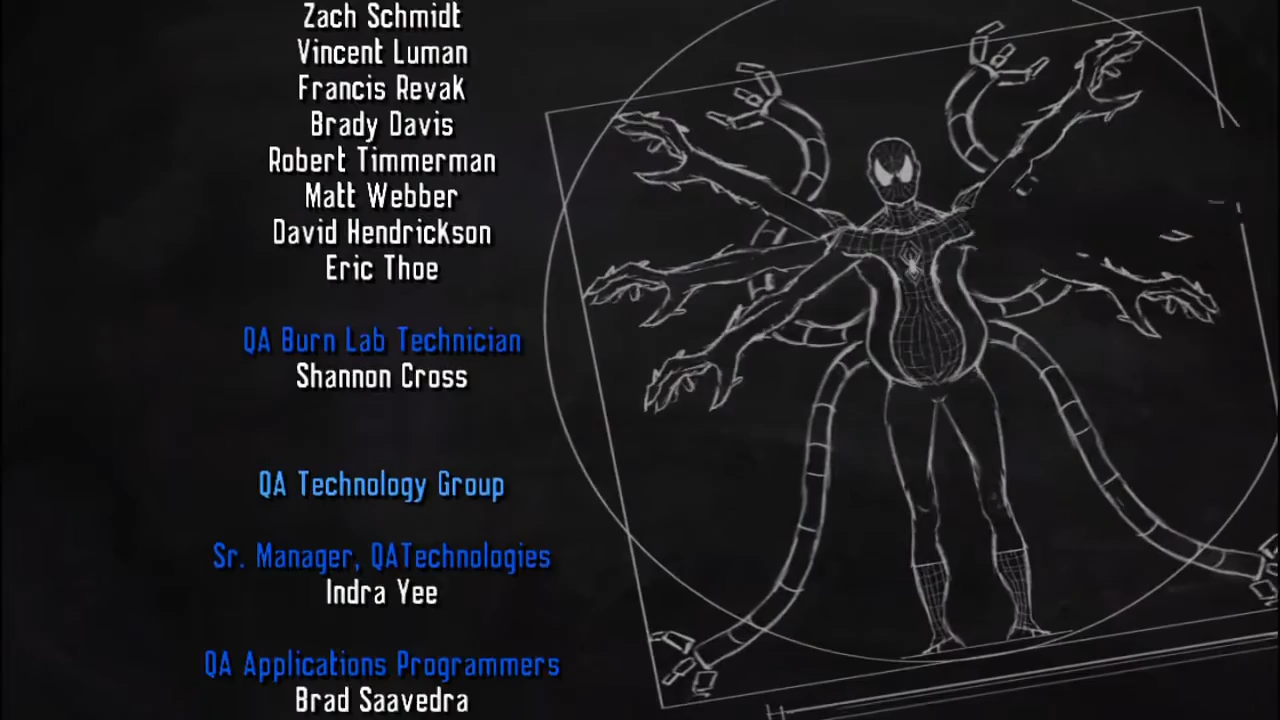 Zach Schmidt
Vincent Luman
Francis Revak
Brady Davis
Robert Timmerman
Matt Webber
David Hendrickson
Eric Thoe
QA Burn Lab Technician
Shannon Cross
QA Technology Group
Sr. Manager, QATechnologies
Indra Yee
QA Applications Programmers
Brad Saavedra